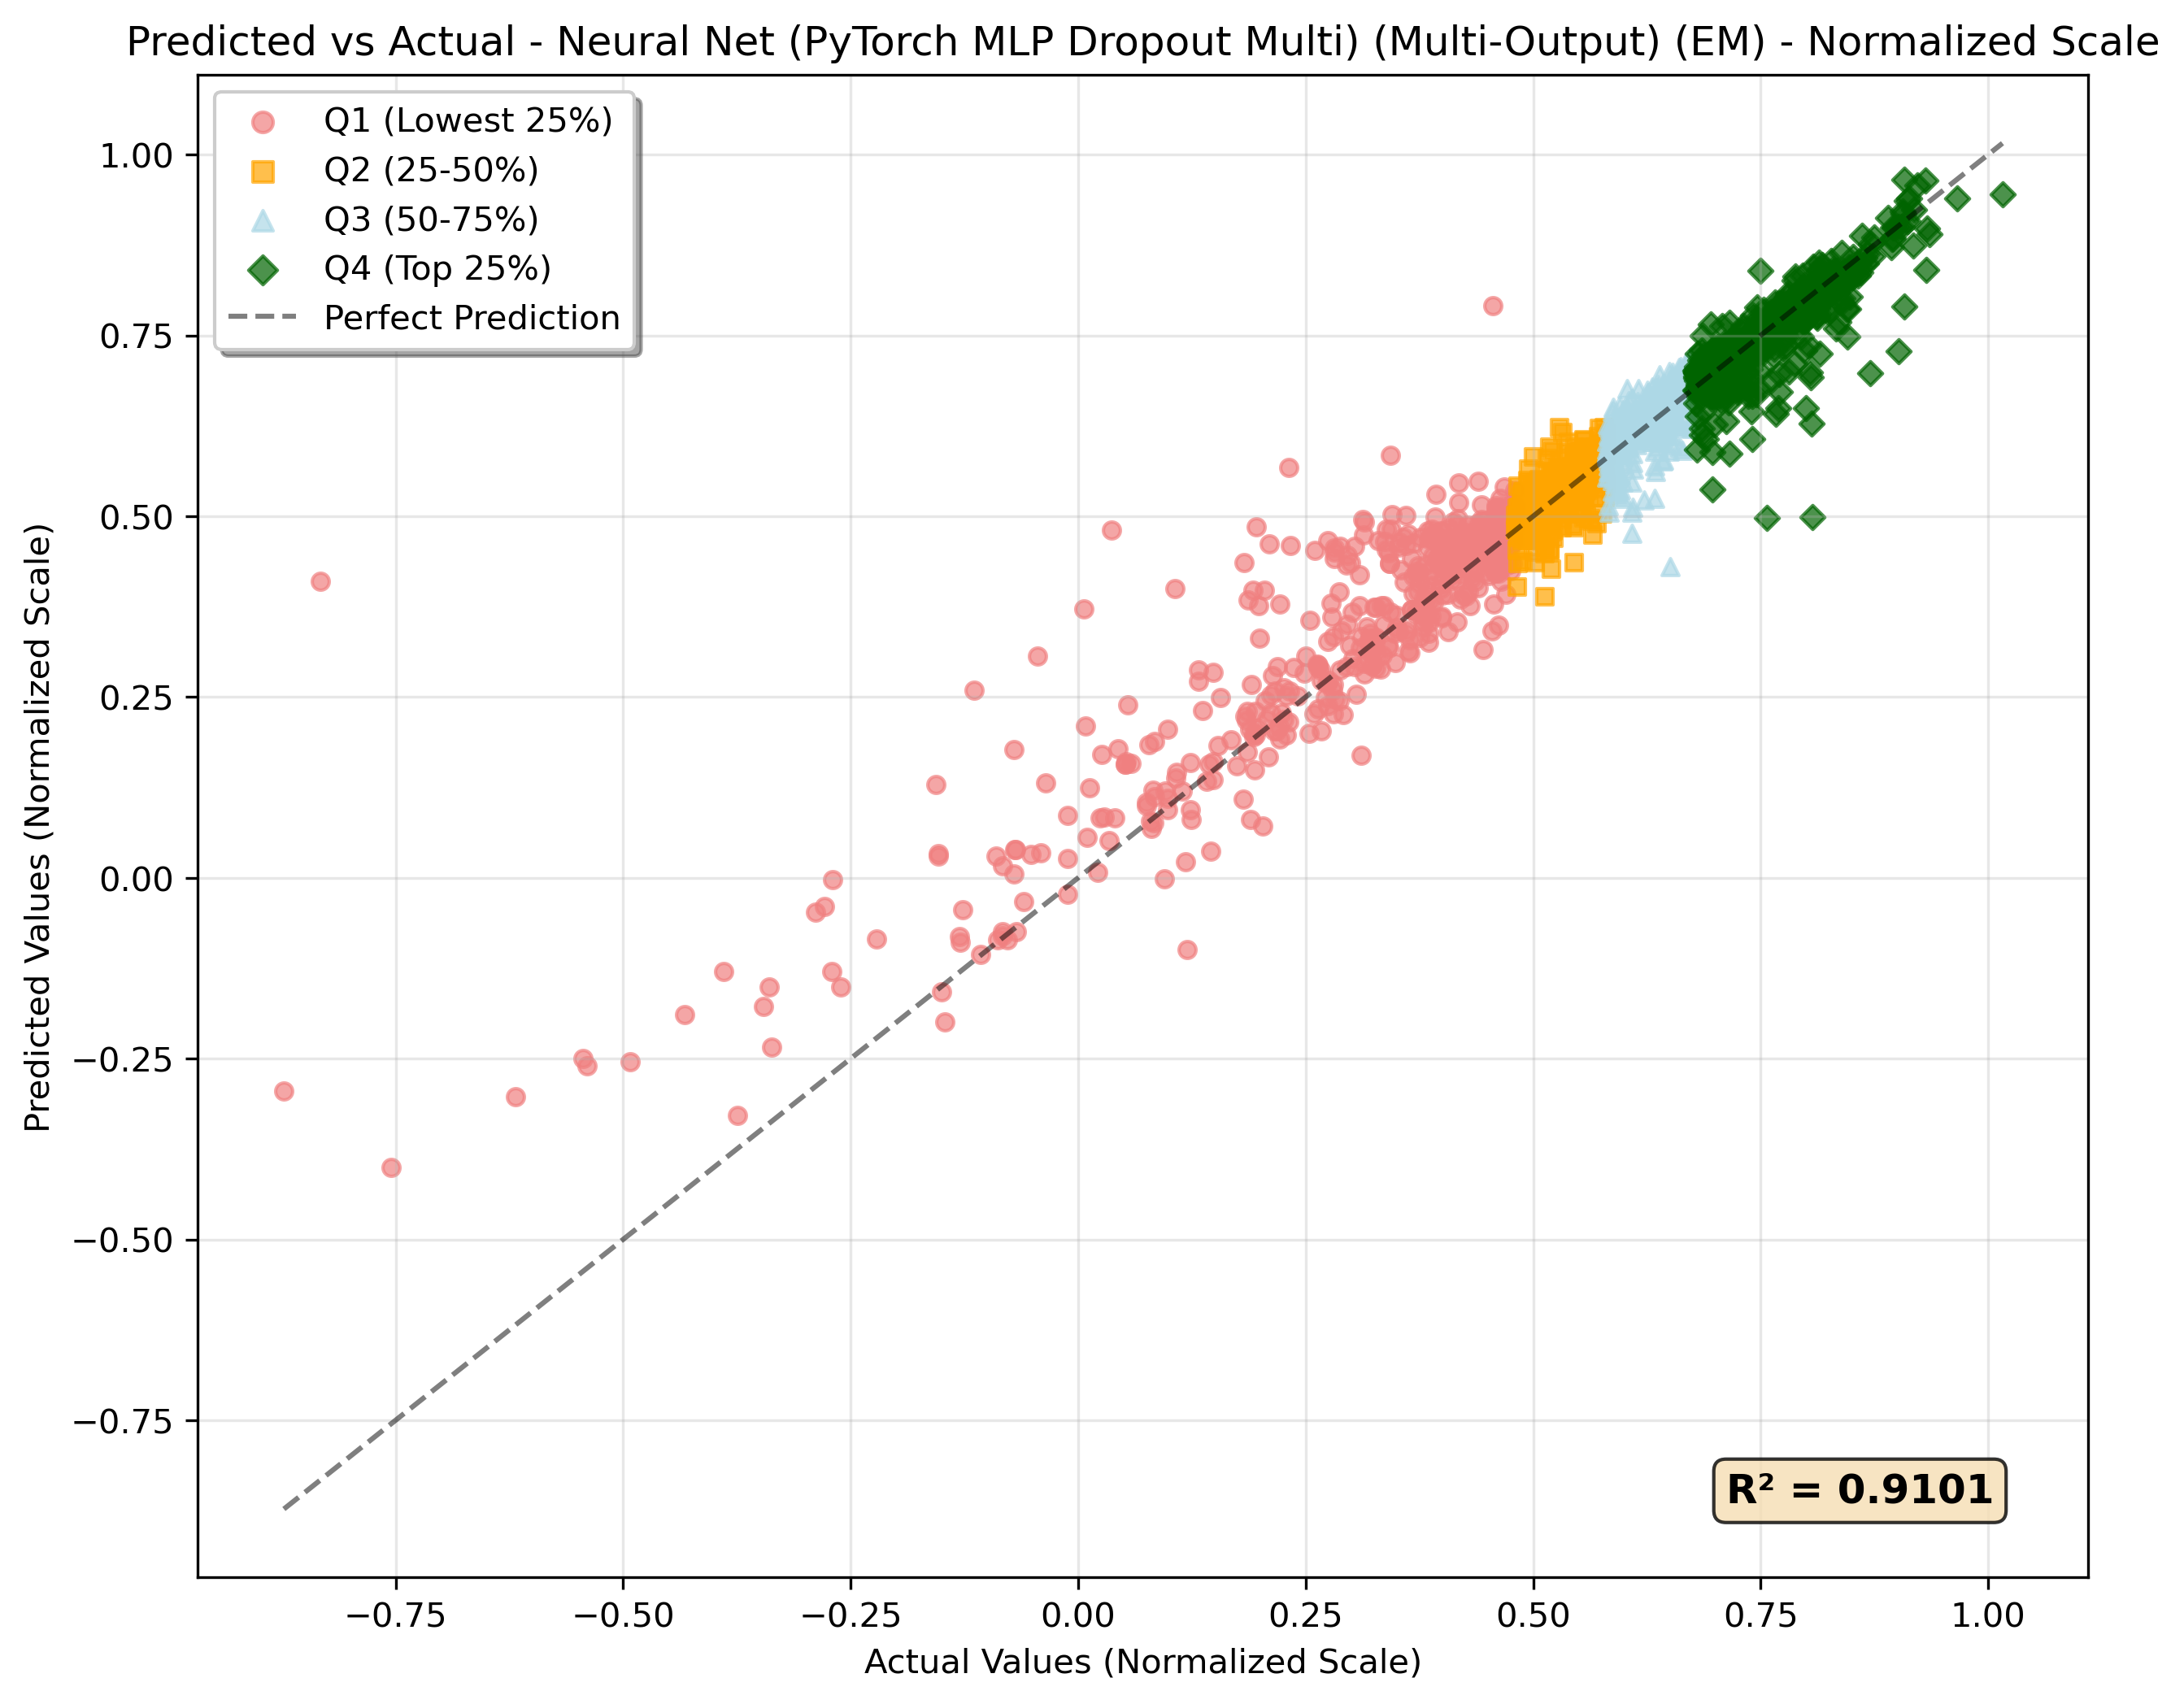 Predicted vs Actual - Neural Net (PyTorch MLP Dropout Multi) (Multi-Output) (EM) - Normalized Scale
Q1 (Lowest 25%)
Q2 (25-50%)
Q3 (50-75%)
Q4 (Top 25%)
Perfect Prediction
1.00
0.75
0.50
0.25
0.00
−0.25
−0.50
−0.75
Predicted Values (Normalized Scale)
R² = 0.9101
−0.75 −0.50 −0.25 0.00 0.25 0.50 0.75 1.00
Actual Values (Normalized Scale)